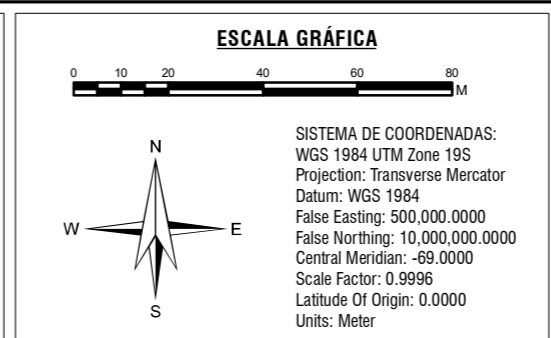 ESCALA GRÁFICA
0 10 20 40 60 80
M
N
W E
S
SISTEMA DE COORDENADAS:
WGS 1984 UTM Zone 19S
Projection: Transverse Mercator
Datum: WGS 1984
False Easting: 500,000.0000
False Northing: 10,000,000.0000
Central Meridian: -69.0000
Scale Factor: 0.9996
Latitude Of Origin: 0.0000
Units: Meter